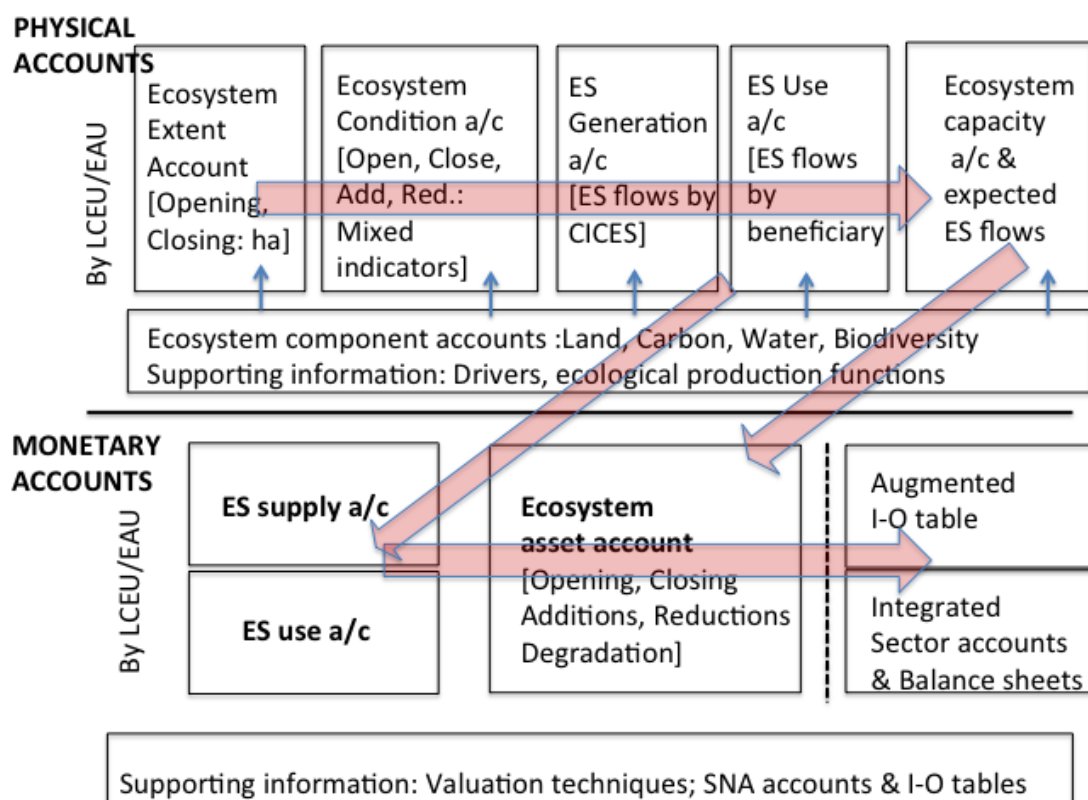 PHYSICAL
ACCOUNTS
By LCEU/EAU
Ecosystem
Extent
Account
[Opening,
Closing: ha]
Ecosystem
Condition a/c
[Open, Close,
Add, Red.:
Mixed
indicators]
ES
Generation
a/c
[ES flows by
CICES]
ES Use
a/c
[ES flows
by
beneficiary
Ecosystem
capacity
a/c &
expected
ES flows
Ecosystem component accounts :Land, Carbon, Water, Biodiversity
Supporting information: Drivers, ecological production functions
MONETARY
ACCOUNTS
By LCEU/EAU
ES supply a/c
ES use a/c
Ecosystem
asset account
[Opening, Closing
Additions, Reductions
Degradation]
Augmented
I-O table
Integrated
Sector accounts
& Balance sheets
Supporting information: Valuation techniques; SNA accounts & I-O tables